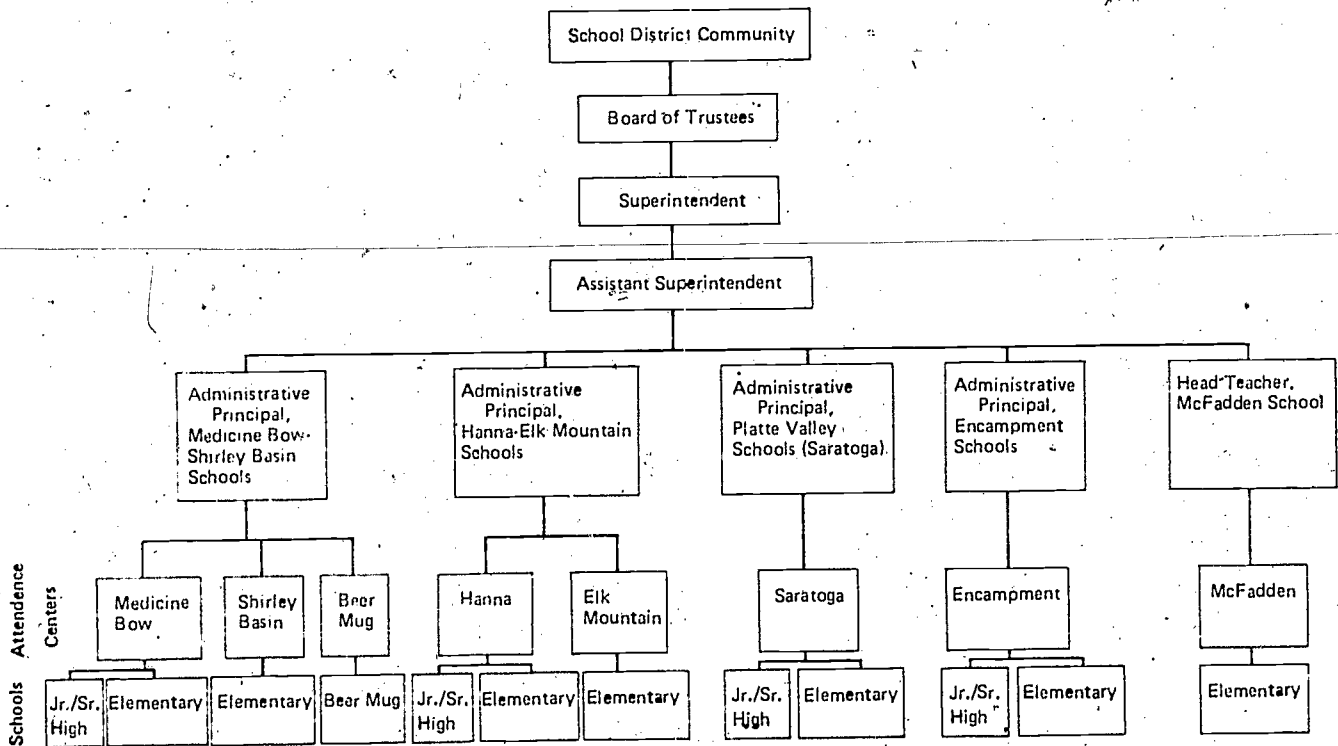 School District Community
Board of Trustees
Superintendent
Assistant Superintendent
Administrative
Principal,
Medicine Bow-
Shirley Basin
Schools
Administrative
Principal,
Hanna-Elk Mountain
Schools
Administrative
Principal,
Platte Valley
Schools (Saratoga)
Administrative
Principal,
Encampment
Schools
Head-Teacher,
McFadden School
Attendence
Centers
Medicine
Bow
Shirley
Basin
Beer
Mug
Hanna
Elk
Mountain
Saratoga
Encampment
McFadden
Schools
Jr./Sr.
High
Elementary
Elementary
Bear Mug
Jr./Sr.
High
Elementary
Elementary
Jr./Sr.
High
Elementary
Jr./Sr.
High
Elementary
Elementary